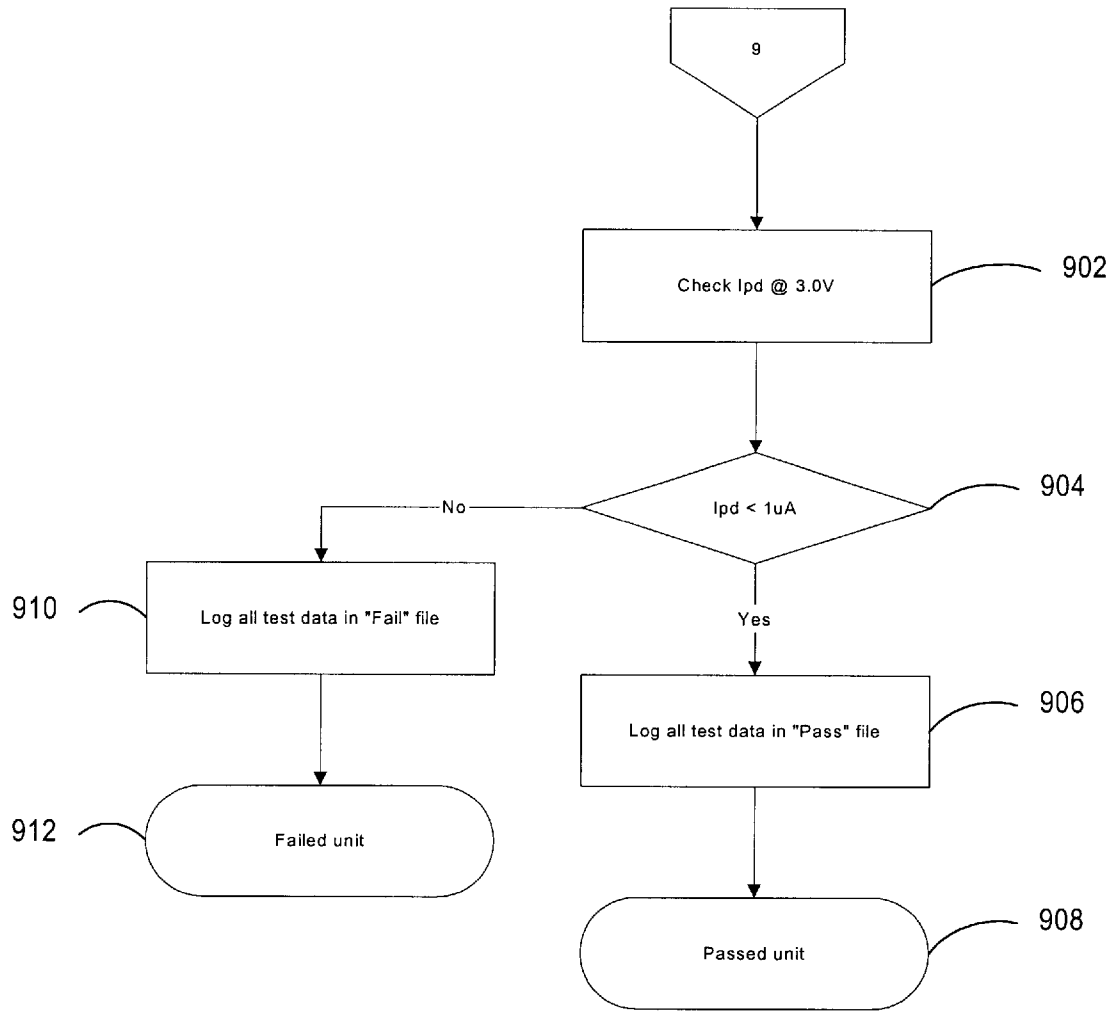 9
Check Ipd @ 3.0V
902
Ipd < 1uA
904
No
Yes
Log all test data in "Fail" file
910
Log all test data in "Pass" file
906
Failed unit
912
Passed unit
908